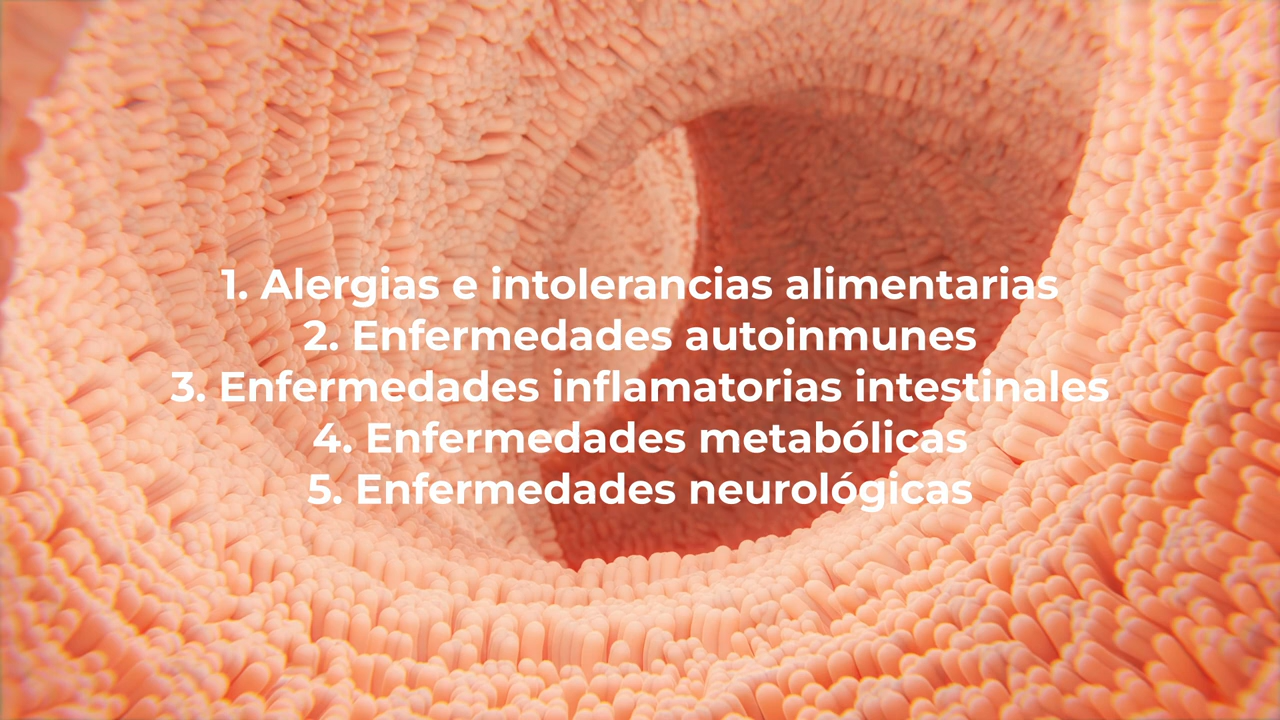 1. Alergias e intolerancias alimentarias
2. Enfermedades autoinmunes
3. Enfermedades inflamatorias intestinales
4. Enfermedades metabólicas
5. Enfermedades neurológicas